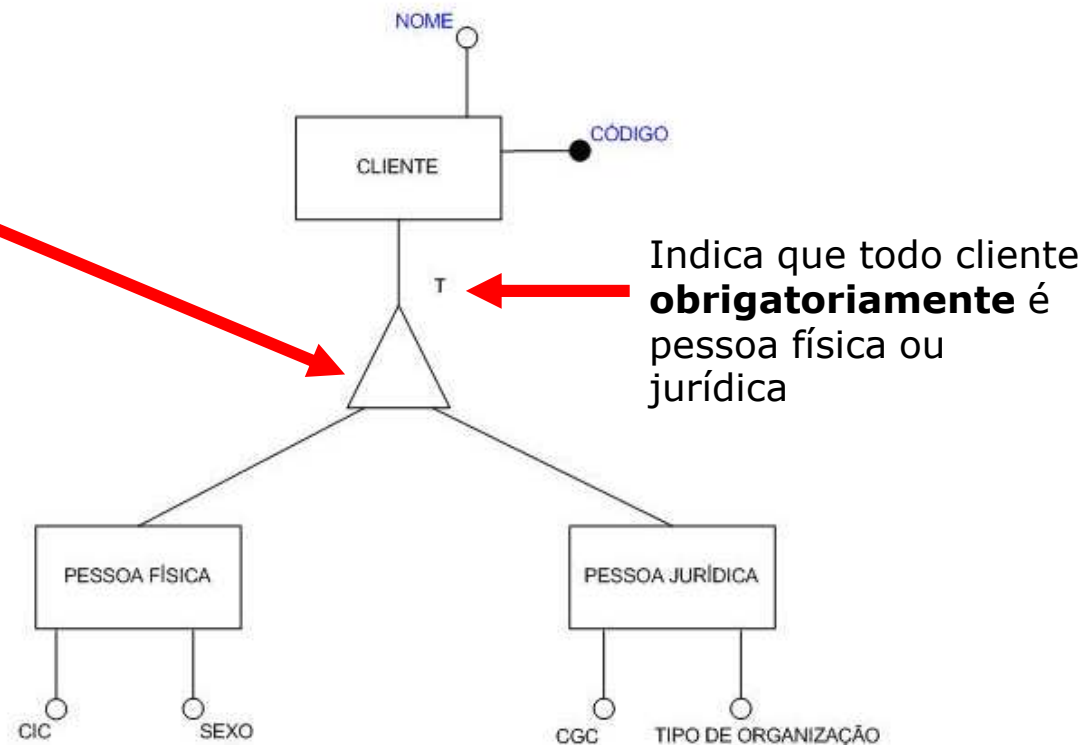 NOME
CÓDIGO
CLIENTE
T
Indica que todo cliente
obrigatoriamente é
pessoa física ou
jurídica
PESSOA FÍSICA
PESSOA JURÍDICA
CIC
SEXO
CGC
TIPO DE ORGANIZAÇÃO